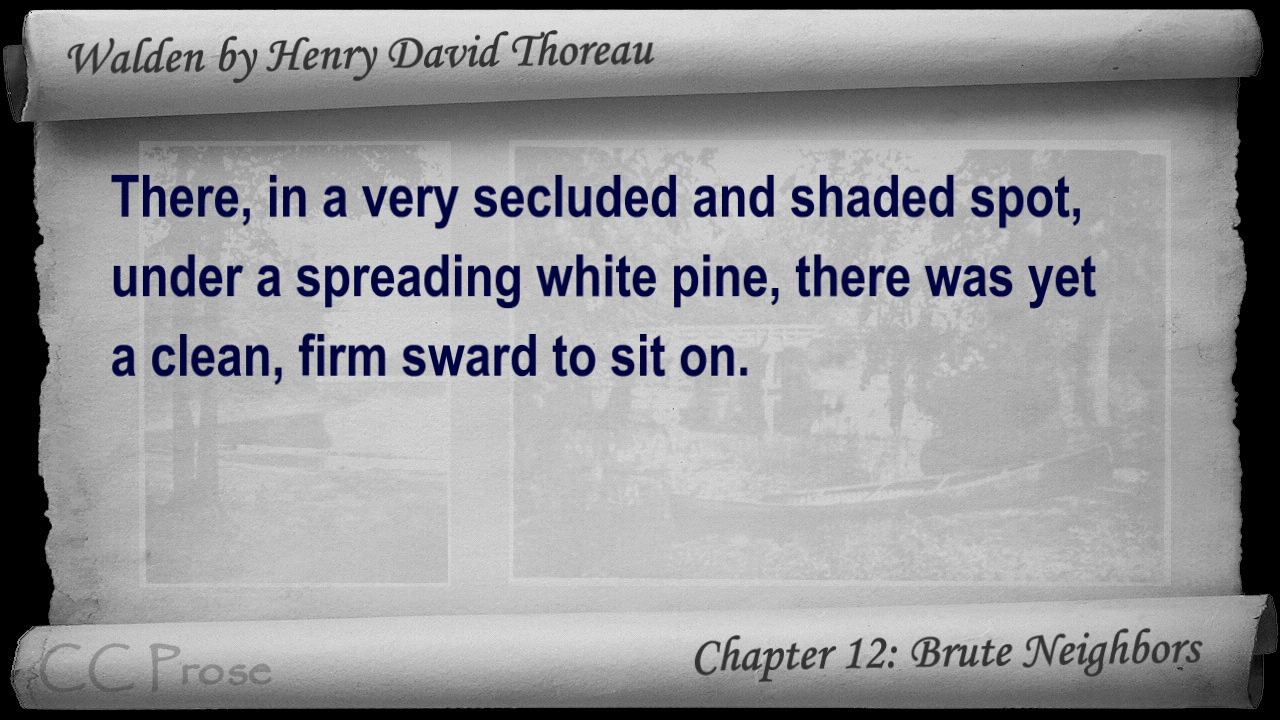 Walden by Henry David Thoreau
There, in a very secluded and shaded spot,
under a spreading white pine, there was yet
a clean, firm sward to sit on.
CC Prose
Chapter 12: Brute Neighbors